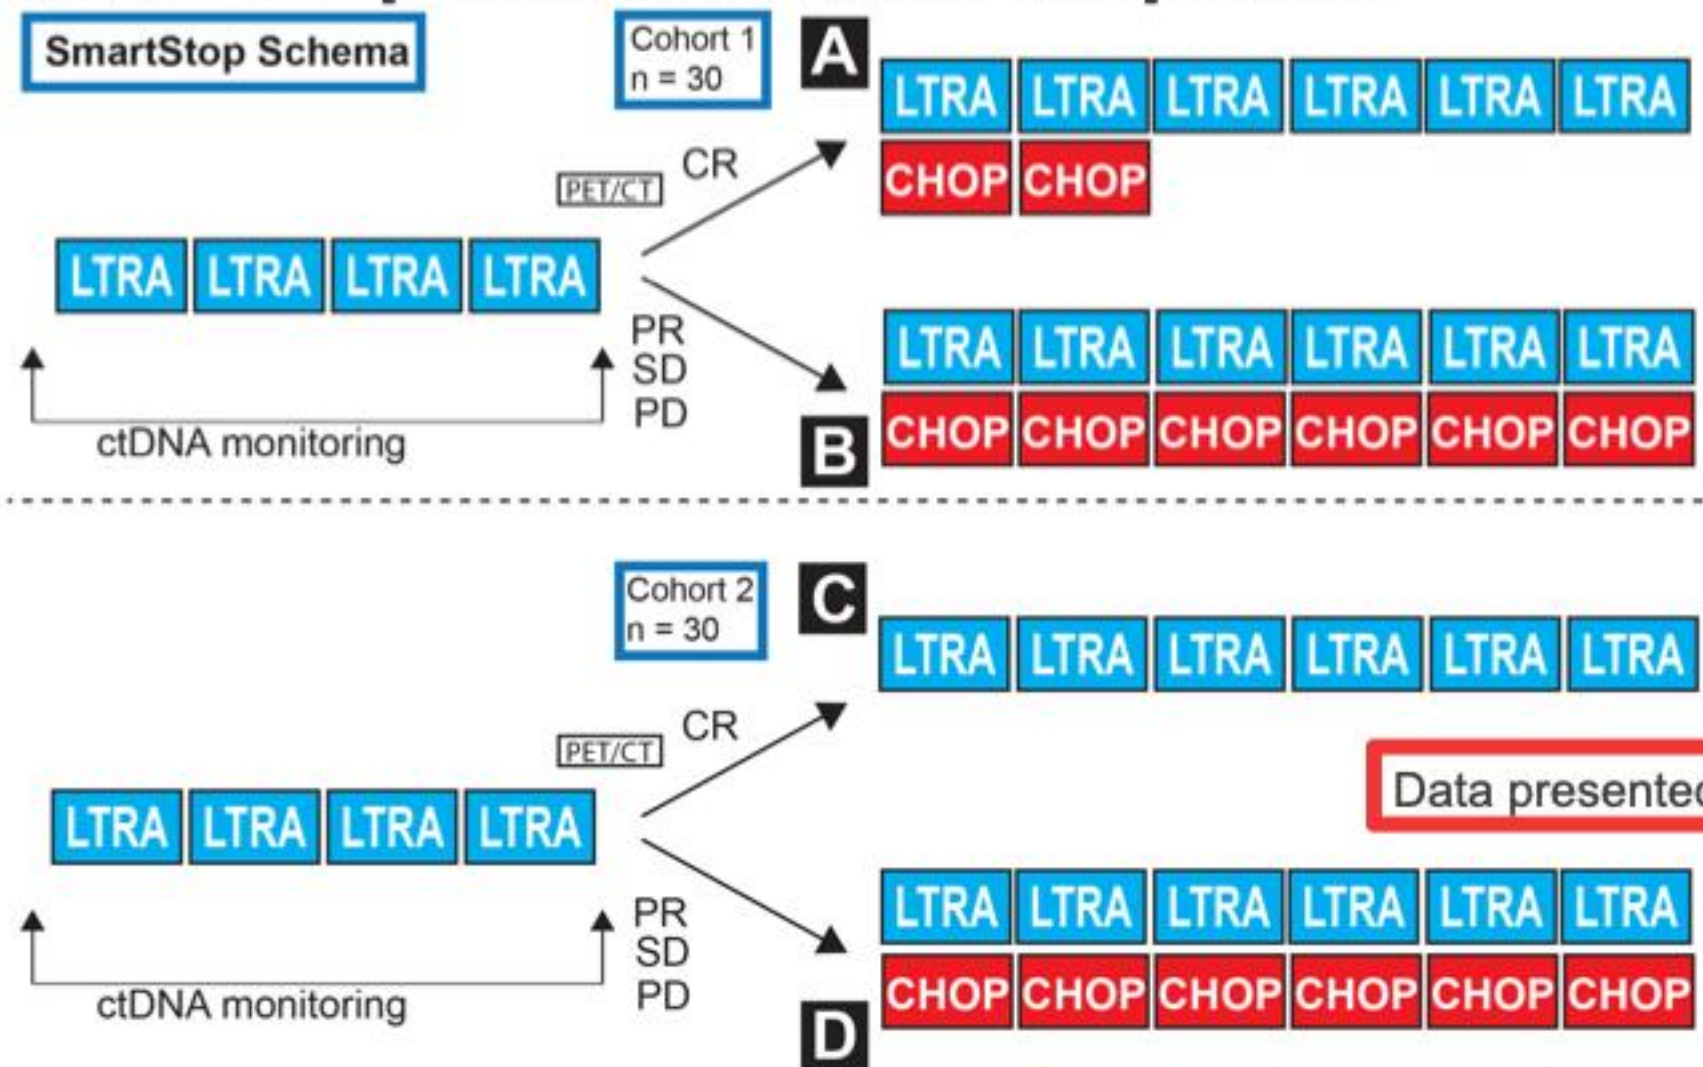 SmartStop Schema
Cohort 1
n = 30
A
LTRA LTRA LTRA LTRA LTRA LTRA
CHOP CHOP
PET/CT
CR
LTRA LTRA LTRA LTRA
PR
SD
PD
ctDNA monitoring
LTRA LTRA LTRA LTRA LTRA LTRA
CHOP CHOP CHOP CHOP CHOP CHOP
B
Cohort 2
n = 30
C
LTRA LTRA LTRA LTRA LTRA LTRA
PET/CT
CR
Data presented
LTRA LTRA LTRA LTRA
PR
SD
PD
ctDNA monitoring
LTRA LTRA LTRA LTRA LTRA LTRA
CHOP CHOP CHOP CHOP CHOP CHOP
D